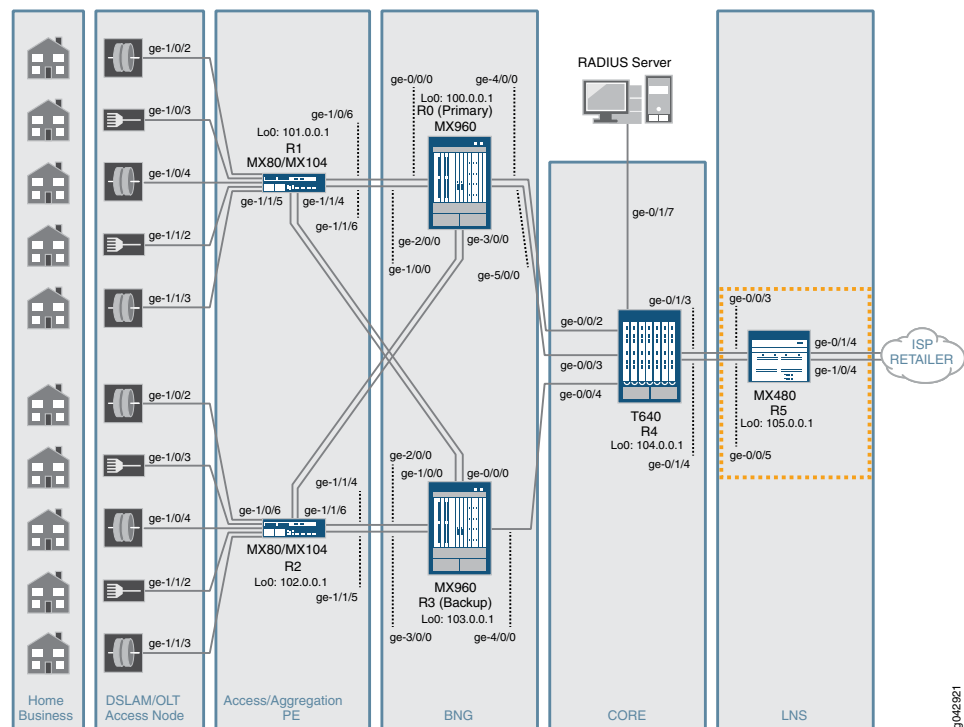 ge-1/0/2
ge-1/0/3
ge-1/0/4
ge-1/1/2
ge-1/1/3
ge-1/0/2
ge-1/0/3
ge-1/0/4
ge-1/1/2
ge-1/1/3
ge-1/0/6
Lo0: 101.0.0.1
R1
MX80/MX104
ge-1/1/5
ge-1/1/4
ge-1/1/6
ge-1/1/4
ge-1/0/6
ge-1/1/6
MX80/MX104
R2
Lo0: 102.0.0.1
ge-1/1/5
ge-0/0/0
ge-4/0/0
Lo0: 100.0.0.1
R0 (Primary)
MX960
ge-2/0/0
ge-3/0/0
ge-1/0/0
ge-5/0/0
ge-2/0/0
ge-1/0/0
ge-0/0/0
MX960
R3 (Backup)
Lo0: 103.0.0.1
ge-3/0/0
ge-4/0/0
RADIUS Server
ge-0/1/7
ge-0/1/3
ge-0/0/2
ge-0/0/3
ge-0/0/4
T640
R4
Lo0: 104.0.0.1
ge-0/1/4
ge-0/0/3
ge-0/1/4
ge-1/0/4
MX480
R5
Lo0: 105.0.0.1
ge-0/0/5
ISP
RETAILER
Home
Business
DSLAM/OLT
Access Node
Access/Aggregation
PE
BNG
CORE
LNS
g042921